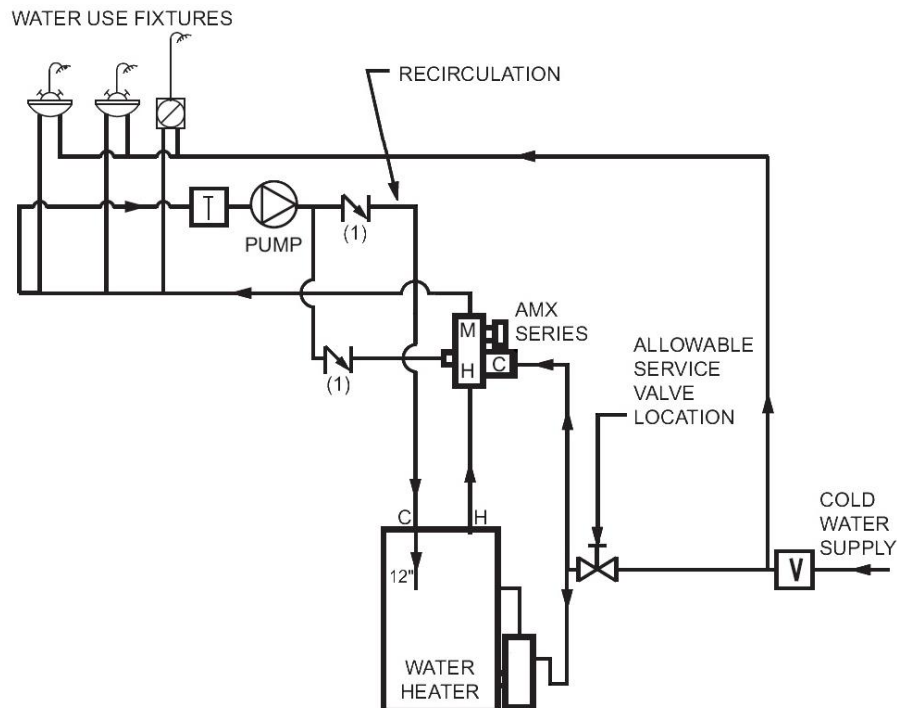 WATER USE FIXTURES
RECIRCULATION
T
PUMP
(1)
(1)
AMX
SERIES
M
H
C
ALLOWABLE
SERVICE
VALVE
LOCATION
COLD
WATER
SUPPLY
V
C
H
12"
WATER
HEATER